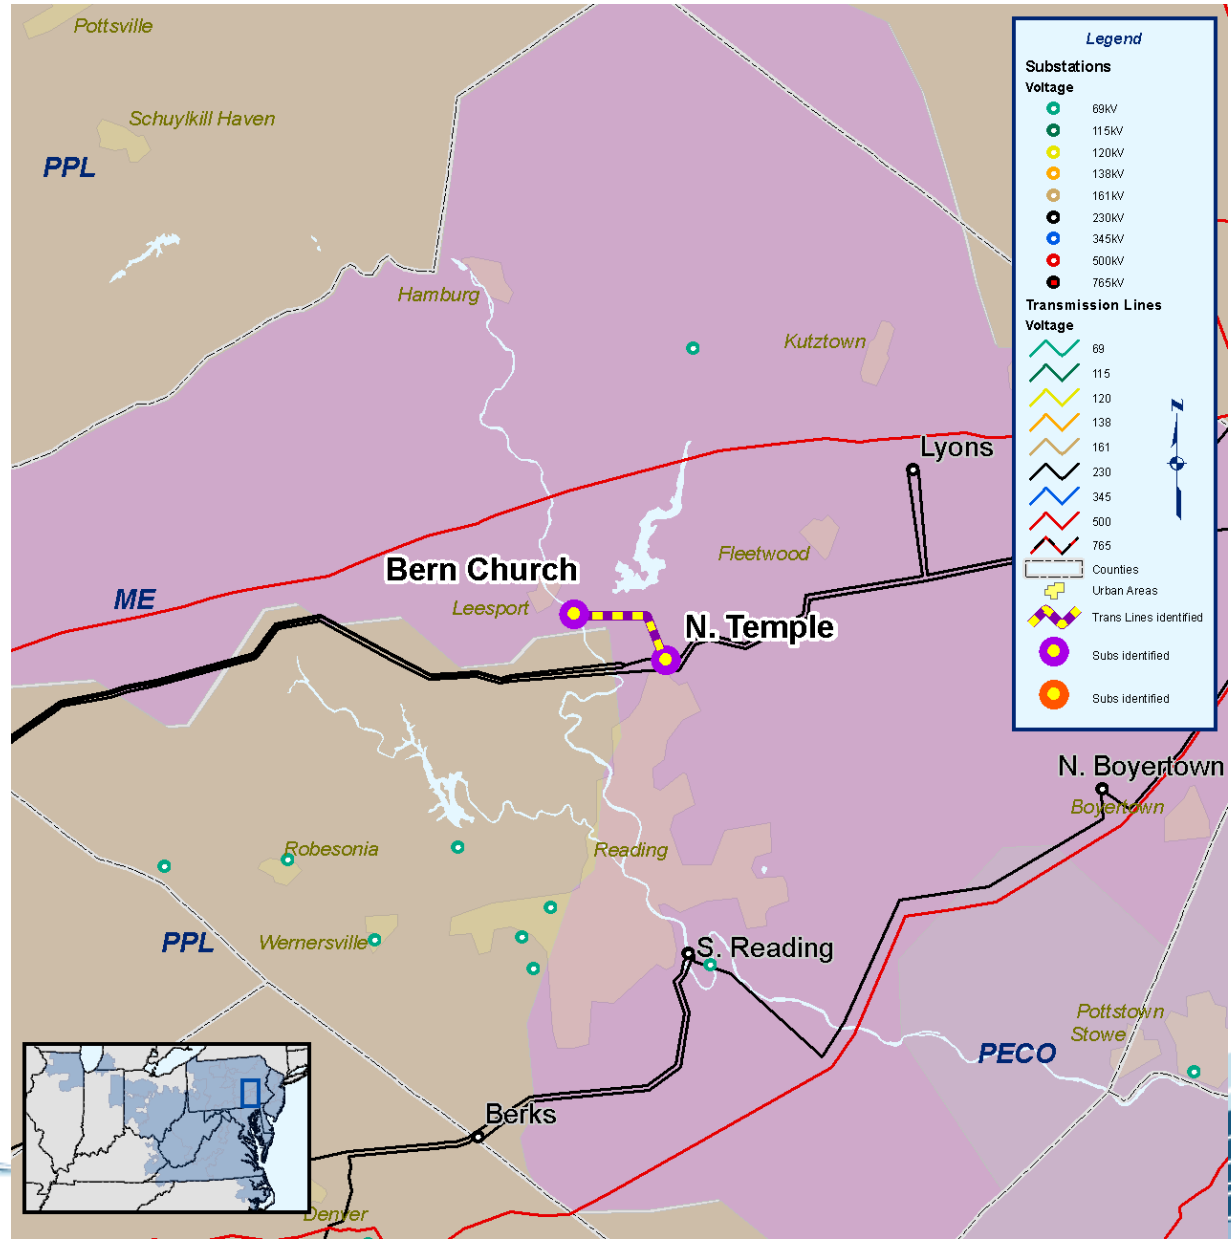 Pottsville
Schuylkill Haven
PPL
Hamburg
Kutztown
Lyons
Bern Church
Fleetwood
ME
Leesport
N. Temple
N. Boyertown
Boyertown
Robesonia
Reading
PPL
Wernersville
S. Reading
Pottstown
Stowe
PECO
Berks
Denver
Legend
Substations
Voltage
69kV
115kV
120kV
138kV
161kV
230kV
345kV
500kV
765kV
Transmission Lines
Voltage
69
115
120
138
161
230
345
500
765
Counties
Urban Areas
Trans Lines identified
Subs identified
Subs identified
N